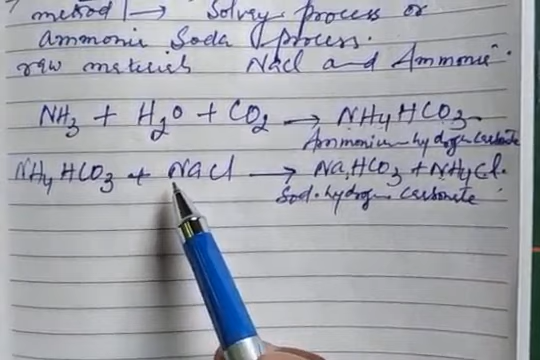 method | → Solvay process or
ammonia Soda process.
raw materials NaCl and Ammonia.
NH3 + H2O + CO2 → NH4HCO3
Ammonium hydrogen carbonate
NH4HCO3 + NaCl → NaHCO3 + NH4Cl.
Sod. hydrogen carbonate